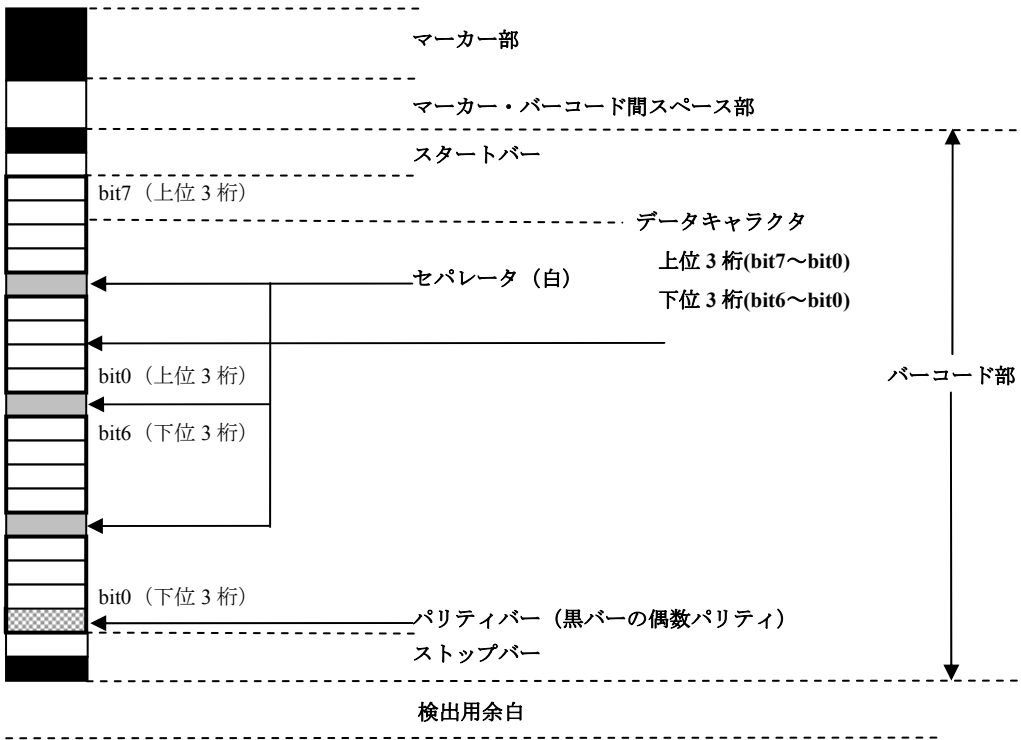 マーカー部
マーカー・バーコード間スペース部
スタートバー
bit7（上位 3 桁）
データキャラクタ
上位 3 桁(bit7～bit0)
セパレータ（白）
下位 3 桁(bit6～bit0)
bit0（上位 3 桁）
バーコード部
bit6（下位 3 桁）
bit0（下位 3 桁）
パリティバー（黒バーの偶数パリティ）
ストップバー
検出用余白